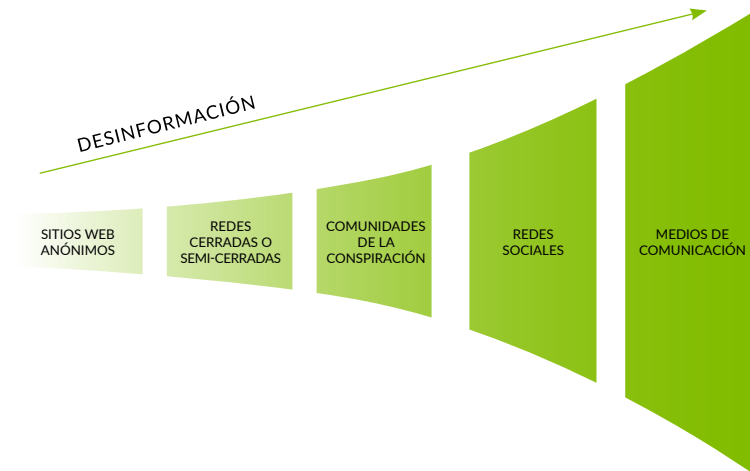 DESINFORMACIÓN
SITIOS WEB
ANÓNIMOS
REDES
CERRADAS O
SEMI-CERRADAS
COMUNIDADES
DE LA
CONSPIRACIÓN
REDES
SOCIALES
MEDIOS DE
COMUNICACIÓN